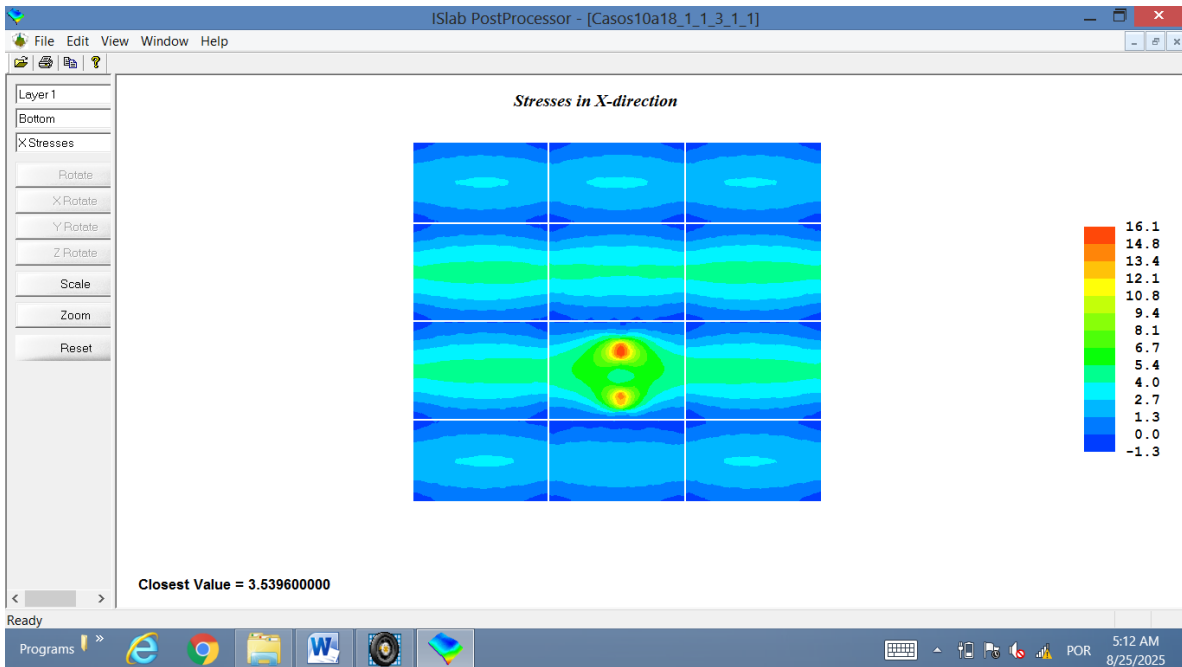 ISlab PostProcessor - [Casos10a18_1_1_3_1_1]
File Edit View Window Help
Layer 1
Bottom
X Stresses
Rotate
X Rotate
Y Rotate
Z Rotate
Scale
Zoom
Reset
Stresses in X-direction
16.1
14.8
13.4
12.1
10.8
9.4
8.1
6.7
5.4
4.0
2.7
1.3
0.0
-1.3
Closest Value = 3.539600000
Ready
Programs » POR 5:12 AM
8/25/2025